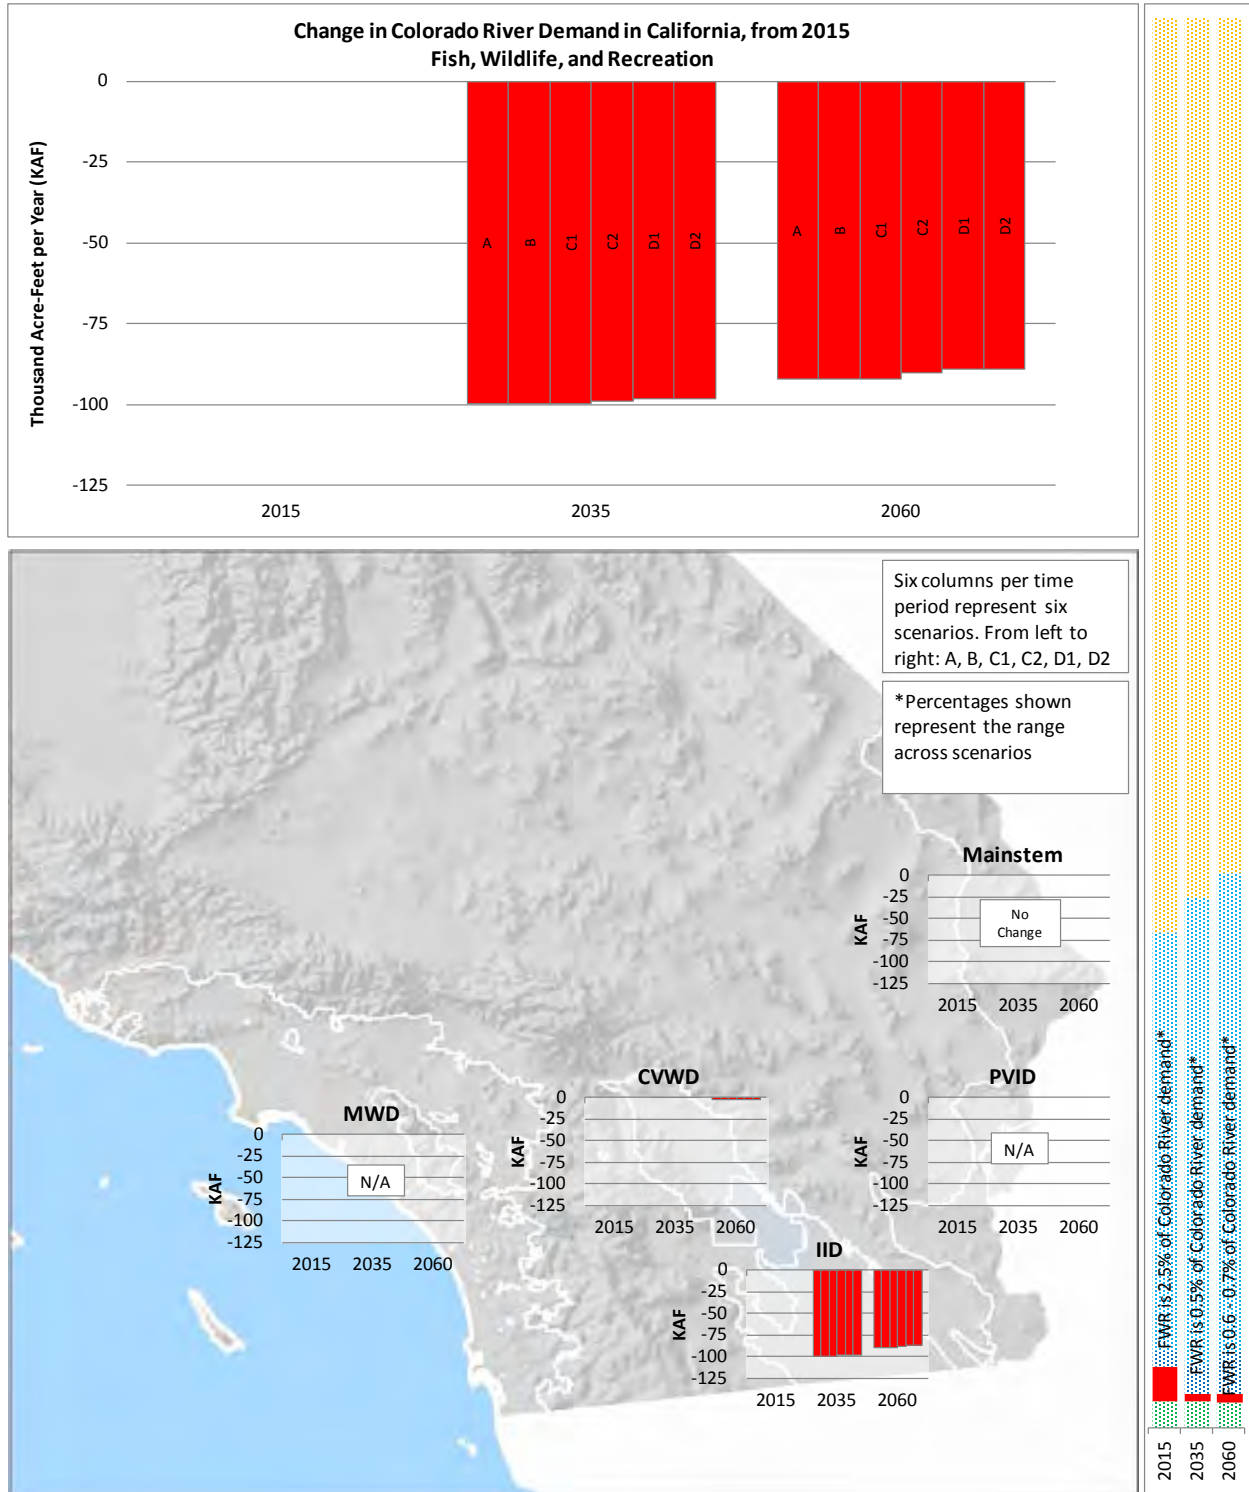 Change in Colorado River Demand in California, from 2015
Fish, Wildlife, and Recreation
Thousand Acre-Feet per Year (KAF)
0
-25
-50
-75
-100
-125
A B C1 C2 D1 D2
A B C1 C2 D1 D2
2015 2035 2060
Six columns per time
period represent six
scenarios. From left to
right: A, B, C1, C2, D1, D2
*Percentages shown
represent the range
across scenarios
Mainstem
KAF
0
-25
-50
-75
-100
-125
No
Change
2015 2035 2060
CVWD
KAF
0
-25
-50
-75
-100
-125
2015 2035 2060
PVID
KAF
0
-25
-50
-75
-100
-125
N/A
2015 2035 2060
MWD
KAF
0
-25
-50
-75
-100
-125
N/A
2015 2035 2060
IID
KAF
0
-25
-50
-75
-100
-125
2015 2035 2060
FWR is 2.5% of Colorado River demand*
FWR is 0.5% of Colorado River demand*
FWR is 0.6 - 0.7% of Colorado River demand*
2015
2035
2060